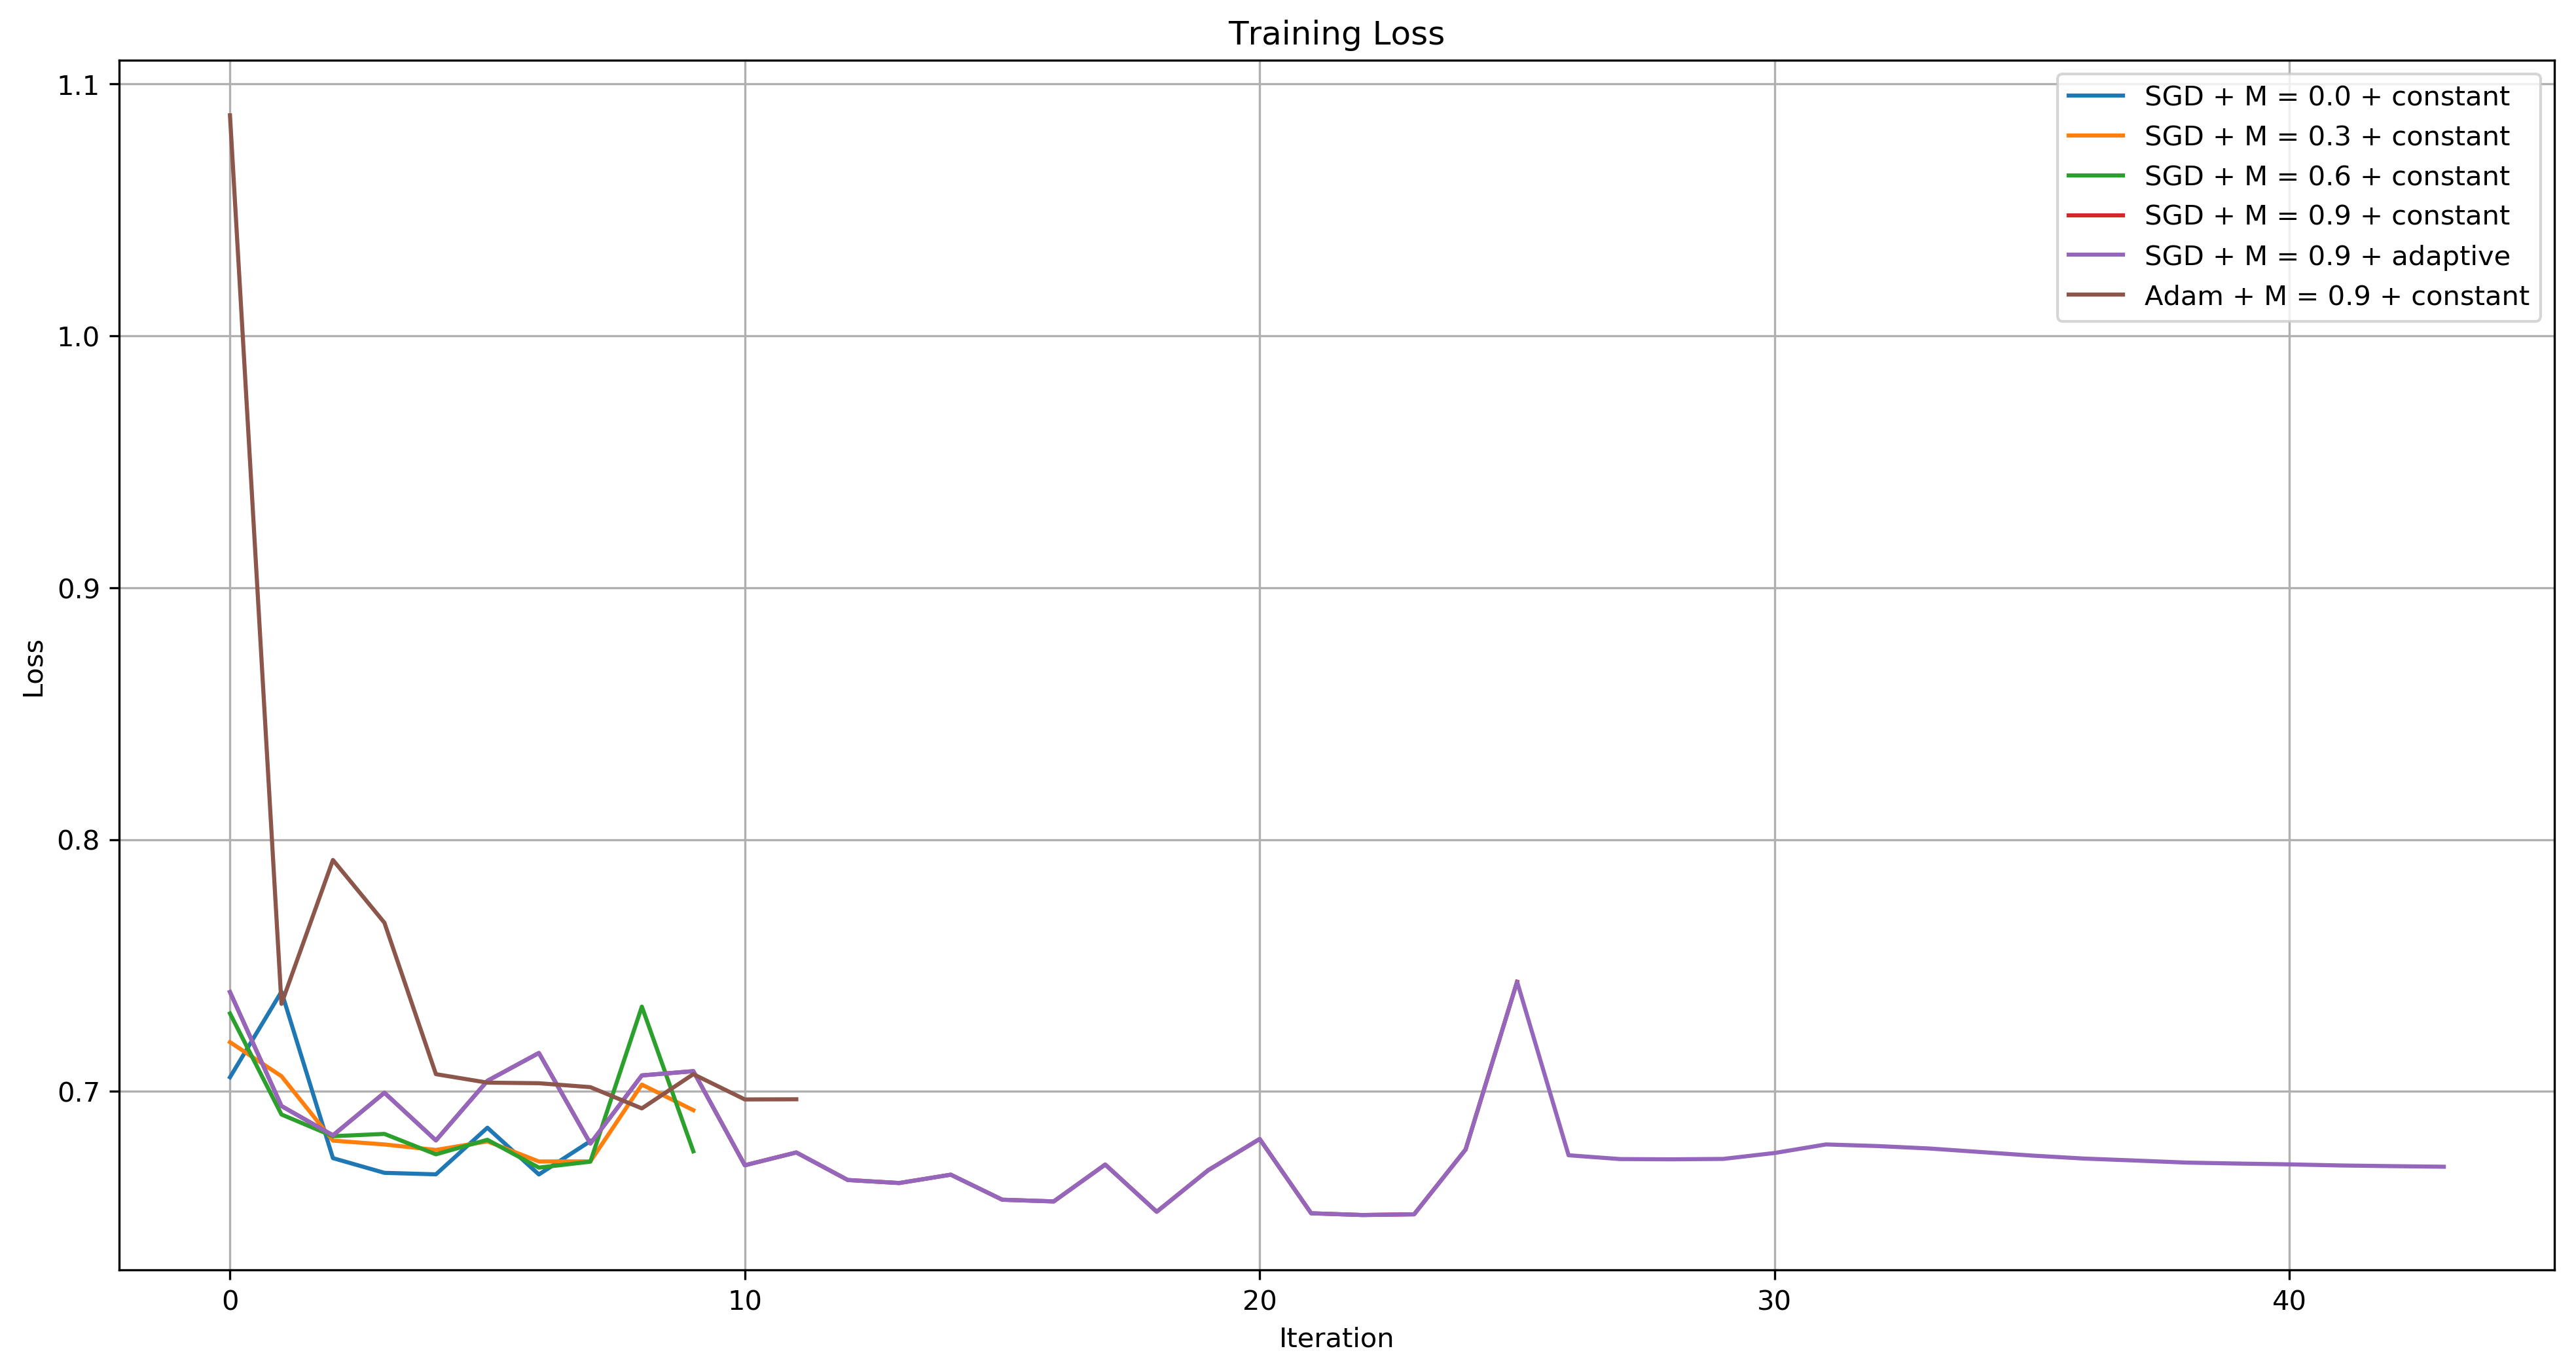 Training Loss
1.1
1.0
0.9
0.8
0.7
Loss
0
10
20
30
40
Iteration
SGD + M = 0.0 + constant
SGD + M = 0.3 + constant
SGD + M = 0.6 + constant
SGD + M = 0.9 + constant
SGD + M = 0.9 + adaptive
Adam + M = 0.9 + constant